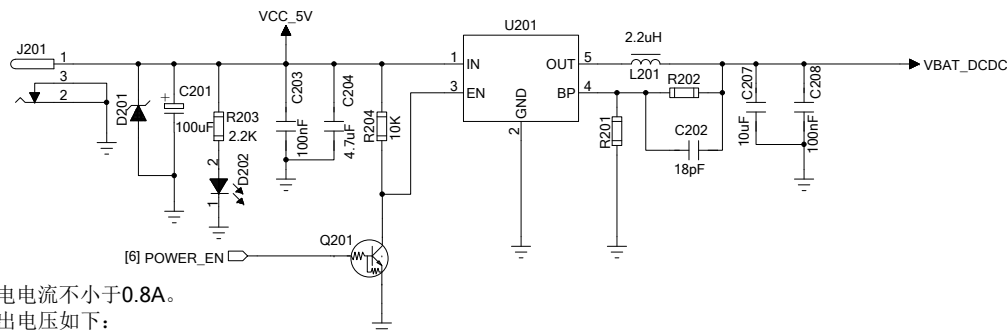 VCC_5V
J201
1
3
2
D201
+
C201
100uF
R203
2.2K
2
D202
1
C203
100nF
C204
4.7uF
R204
10K
U201
1
IN
3
EN
GND
2
OUT
5
BP
4
2.2uH
L201
R202
R201
C202
18pF
C207
10uF
C208
100nF
VBAT_DCDC
Q201
[6] POWER_EN
电电流不小于0.8A。
出电压如下：